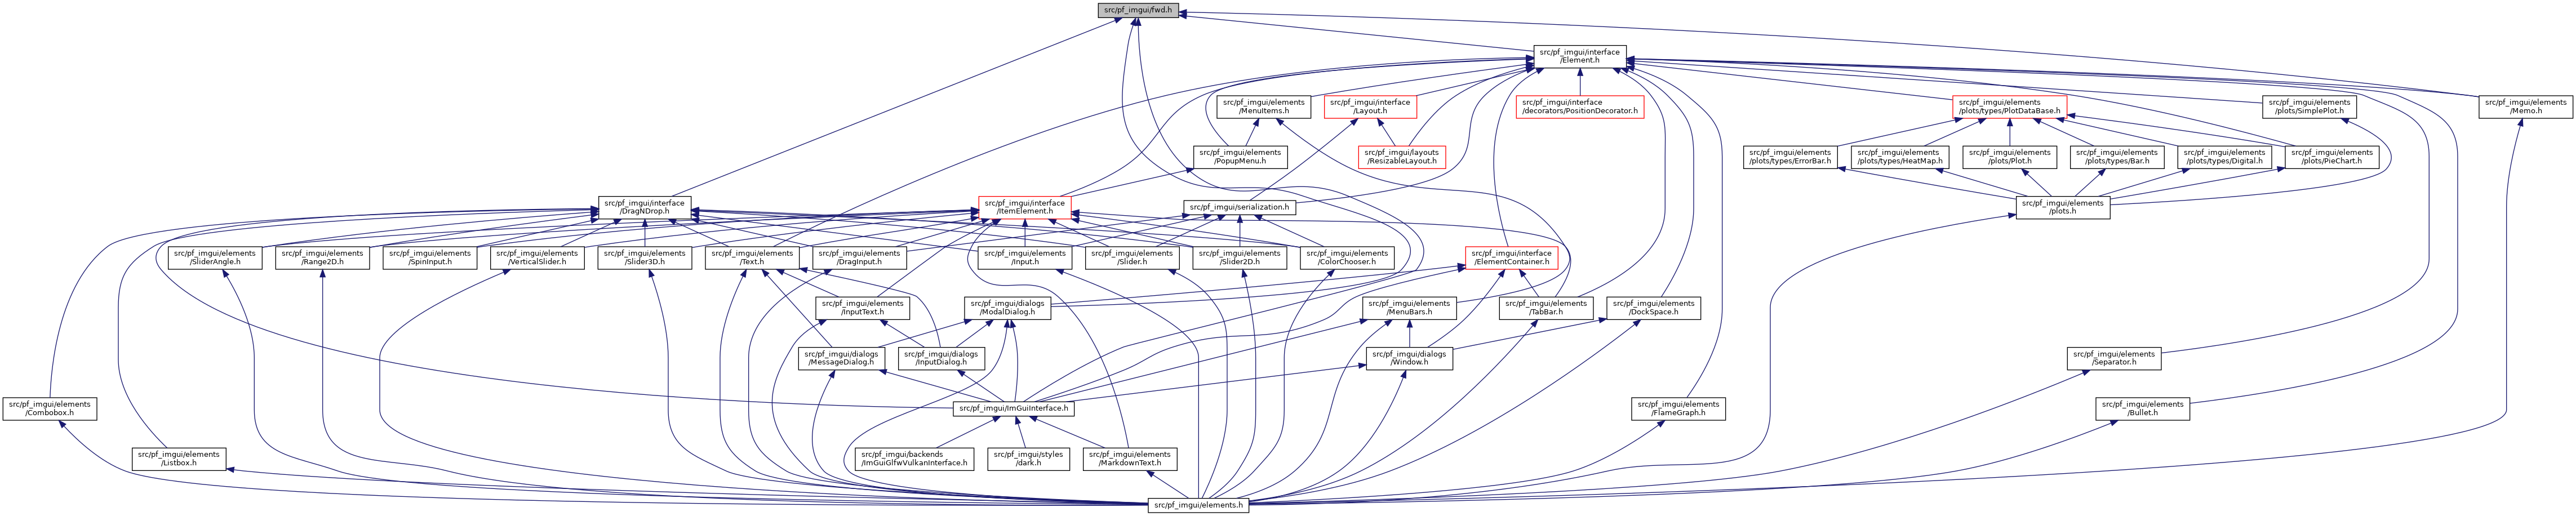 src/pf_imgui/fwd.h
src/pf_imgui/interface
/Element.h
src/pf_imgui/elements
/MenuItems.h
src/pf_imgui/interface
/Layout.h
src/pf_imgui/interface
/decorators/PositionDecorator.h
src/pf_imgui/elements
/plots/types/PlotDataBase.h
src/pf_imgui/elements
/plots/SimplePlot.h
src/pf_imgui/elements
/Memo.h
src/pf_imgui/elements
/PopupMenu.h
src/pf_imgui/layouts
/ResizableLayout.h
src/pf_imgui/elements
/plots/types/ErrorBar.h
src/pf_imgui/elements
/plots/types/HeatMap.h
src/pf_imgui/elements
/plots/Plot.h
src/pf_imgui/elements
/plots/types/Bar.h
src/pf_imgui/elements
/plots/types/Digital.h
src/pf_imgui/elements
/plots/PieChart.h
src/pf_imgui/interface
/DragNDrop.h
src/pf_imgui/interface
/ItemElement.h
src/pf_imgui/serialization.h
src/pf_imgui/elements
/plots.h
src/pf_imgui/elements
/SliderAngle.h
src/pf_imgui/elements
/Range2D.h
src/pf_imgui/elements
/SpinInput.h
src/pf_imgui/elements
/VerticalSlider.h
src/pf_imgui/elements
/Slider3D.h
src/pf_imgui/elements
/Text.h
src/pf_imgui/elements
/DragInput.h
src/pf_imgui/elements
/Input.h
src/pf_imgui/elements
/Slider.h
src/pf_imgui/elements
/Slider2D.h
src/pf_imgui/elements
/ColorChooser.h
src/pf_imgui/interface
/ElementContainer.h
src/pf_imgui/elements
/InputText.h
src/pf_imgui/dialogs
/ModalDialog.h
src/pf_imgui/elements
/MenuBars.h
src/pf_imgui/elements
/TabBar.h
src/pf_imgui/elements
/DockSpace.h
src/pf_imgui/dialogs
/MessageDialog.h
src/pf_imgui/dialogs
/InputDialog.h
src/pf_imgui/dialogs
/Window.h
src/pf_imgui/elements
/Separator.h
src/pf_imgui/elements
/Combobox.h
src/pf_imgui/ImGuiInterface.h
src/pf_imgui/elements
/FlameGraph.h
src/pf_imgui/elements
/Bullet.h
src/pf_imgui/elements
/Listbox.h
src/pf_imgui/backends
/ImGuiGlfwVulkanInterface.h
src/pf_imgui/styles
/dark.h
src/pf_imgui/elements
/MarkdownText.h
src/pf_imgui/elements.h